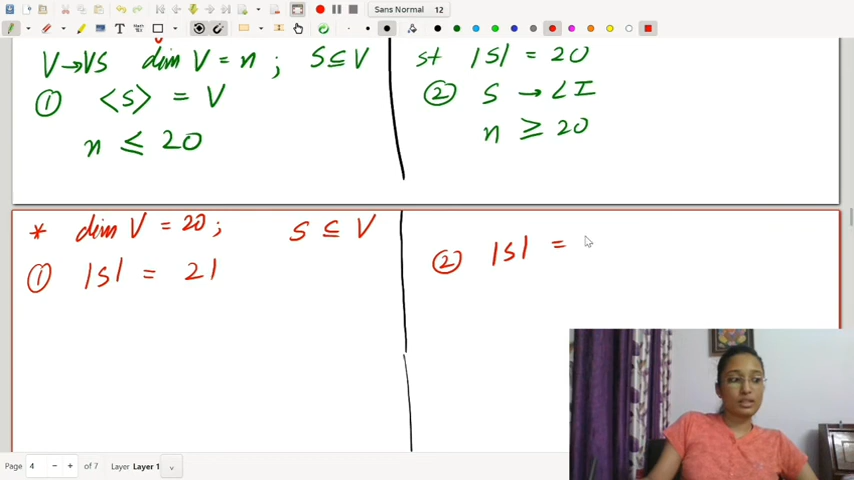 Sans Normal 12
V→VS dim V = n ; S⊆V
① <S> = V
n ≤ 20
st |S| = 20
② S → LI
n ≥ 20
* dim V = 20; S ⊆ V
① |S| = 21
② |S| =
Page 4 of 7 Layer Layer 1